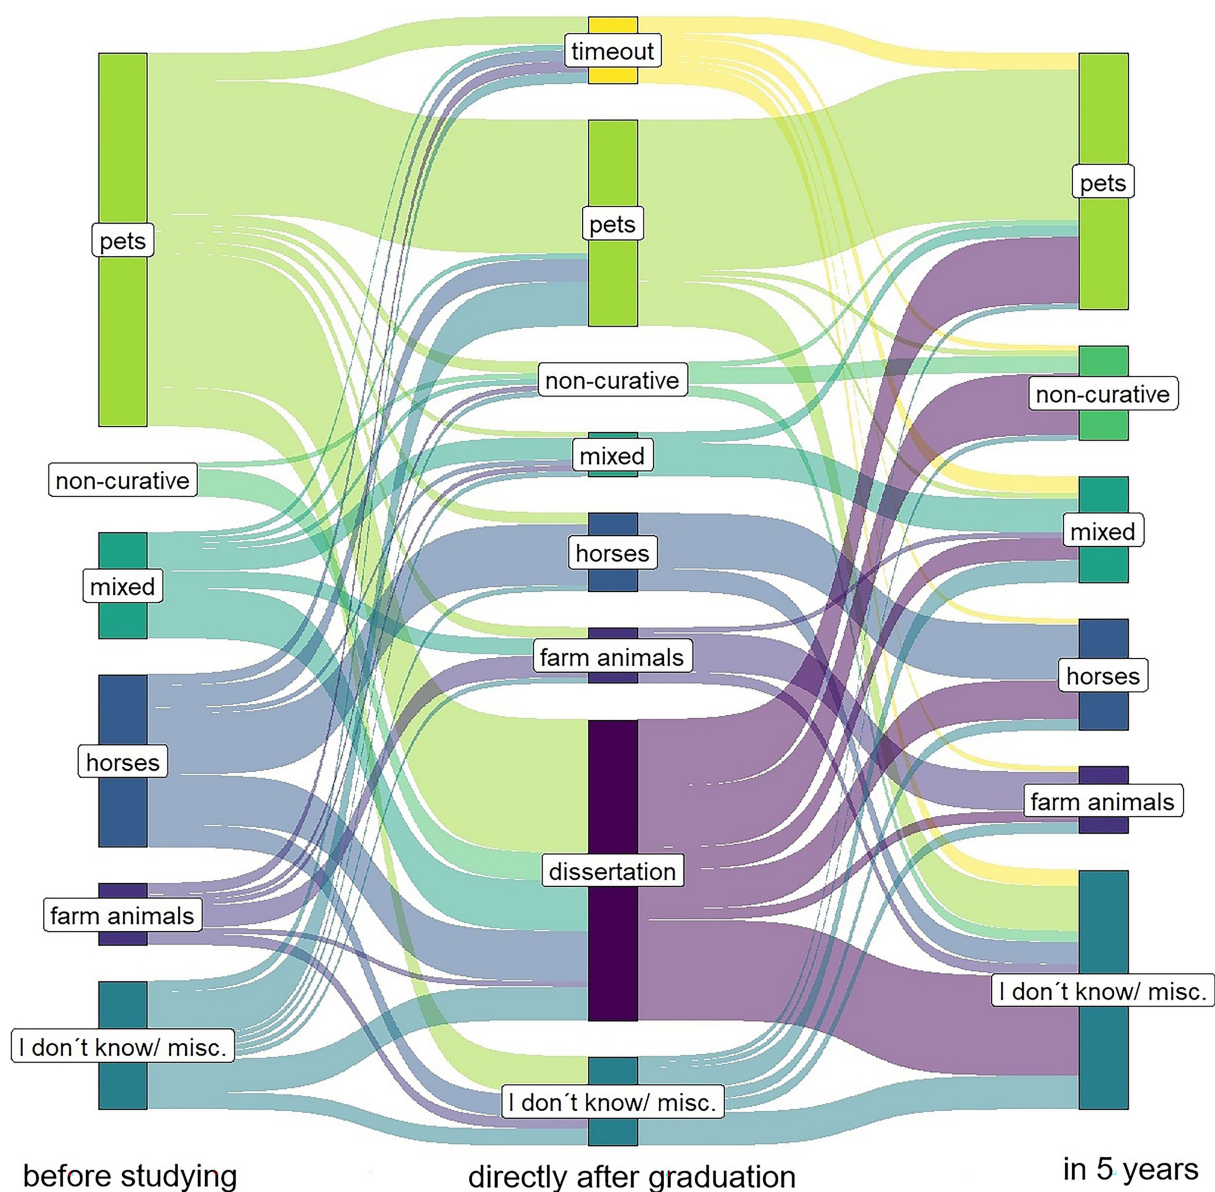 timeout
pets
pets
pets
non-curative
non-curative
non-curative
mixed
mixed
mixed
horses
horses
horses
farm animals
farm animals
farm animals
dissertation
I don´t know/ misc.
I don´t know/ misc.
I don´t know/ misc.
before studying
directly after graduation
in 5 years